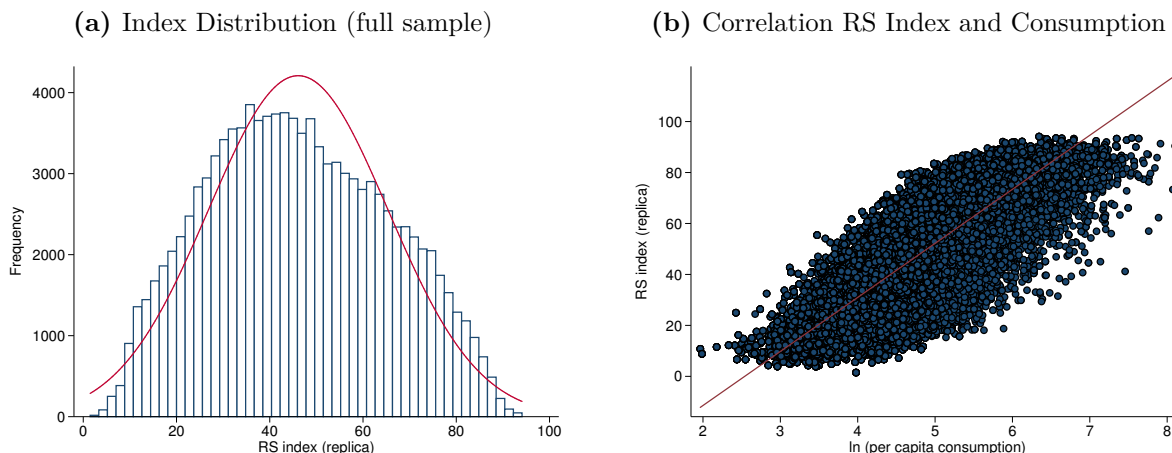 (a) Index Distribution (full sample)
4000
3000
2000
1000
0
Frequency
0 20 40 60 80 100
RS index (replica)
(b) Correlation RS Index and Consumption
100
80
60
40
20
0
RS index (replica)
2 3 4 5 6 7 8
ln (per capita consumption)